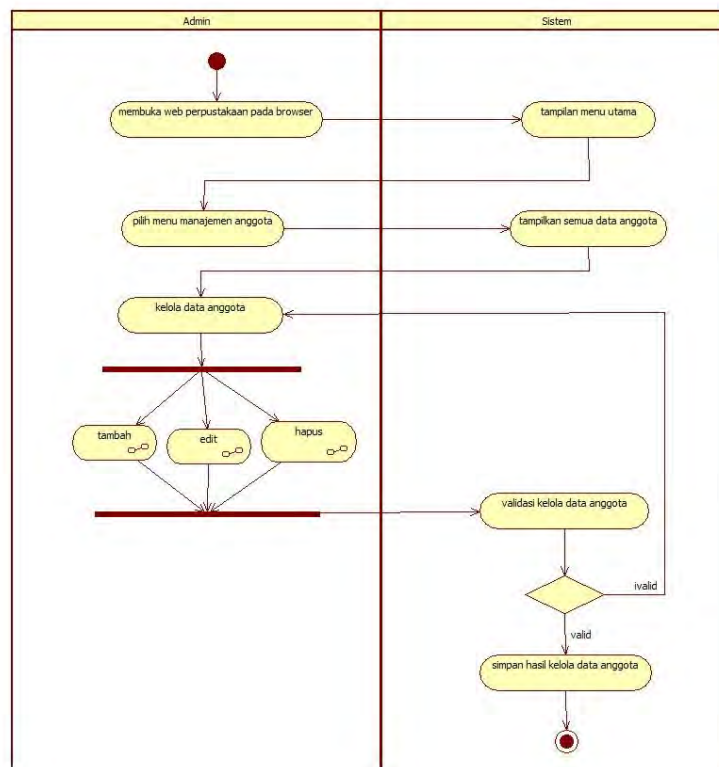 Admin
Sistem
membuka web perpustakaan pada browser
tampilan menu utama
pilih menu manajemen anggota
tampilkan semua data anggota
kelola data anggota
tambah
edit
hapus
validasi kelola data anggota
ivalid
valid
simpan hasil kelola data anggota